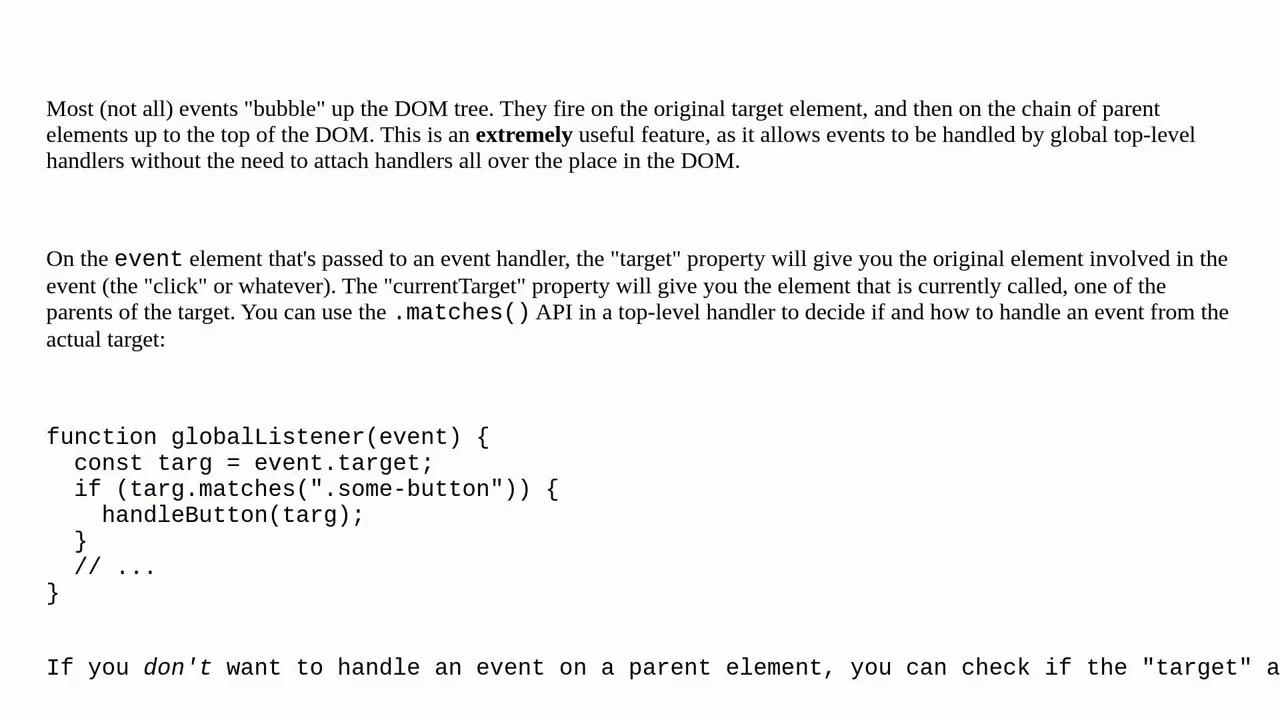 Most (not all) events "bubble" up the DOM tree. They fire on the original target element, and then on the chain of parent
elements up to the top of the DOM. This is an extremely useful feature, as it allows events to be handled by global top-level
handlers without the need to attach handlers all over the place in the DOM.
On the event element that's passed to an event handler, the "target" property will give you the original element involved in the
event (the "click" or whatever). The "currentTarget" property will give you the element that is currently called, one of the
parents of the target. You can use the .matches() API in a top-level handler to decide if and how to handle an event from the
actual target:
function globalListener(event) {
  const targ = event.target;
  if (targ.matches(".some-button")) {
    handleButton(targ);
  }
  // ...
}
If you don't want to handle an event on a parent element, you can check if the "target" a